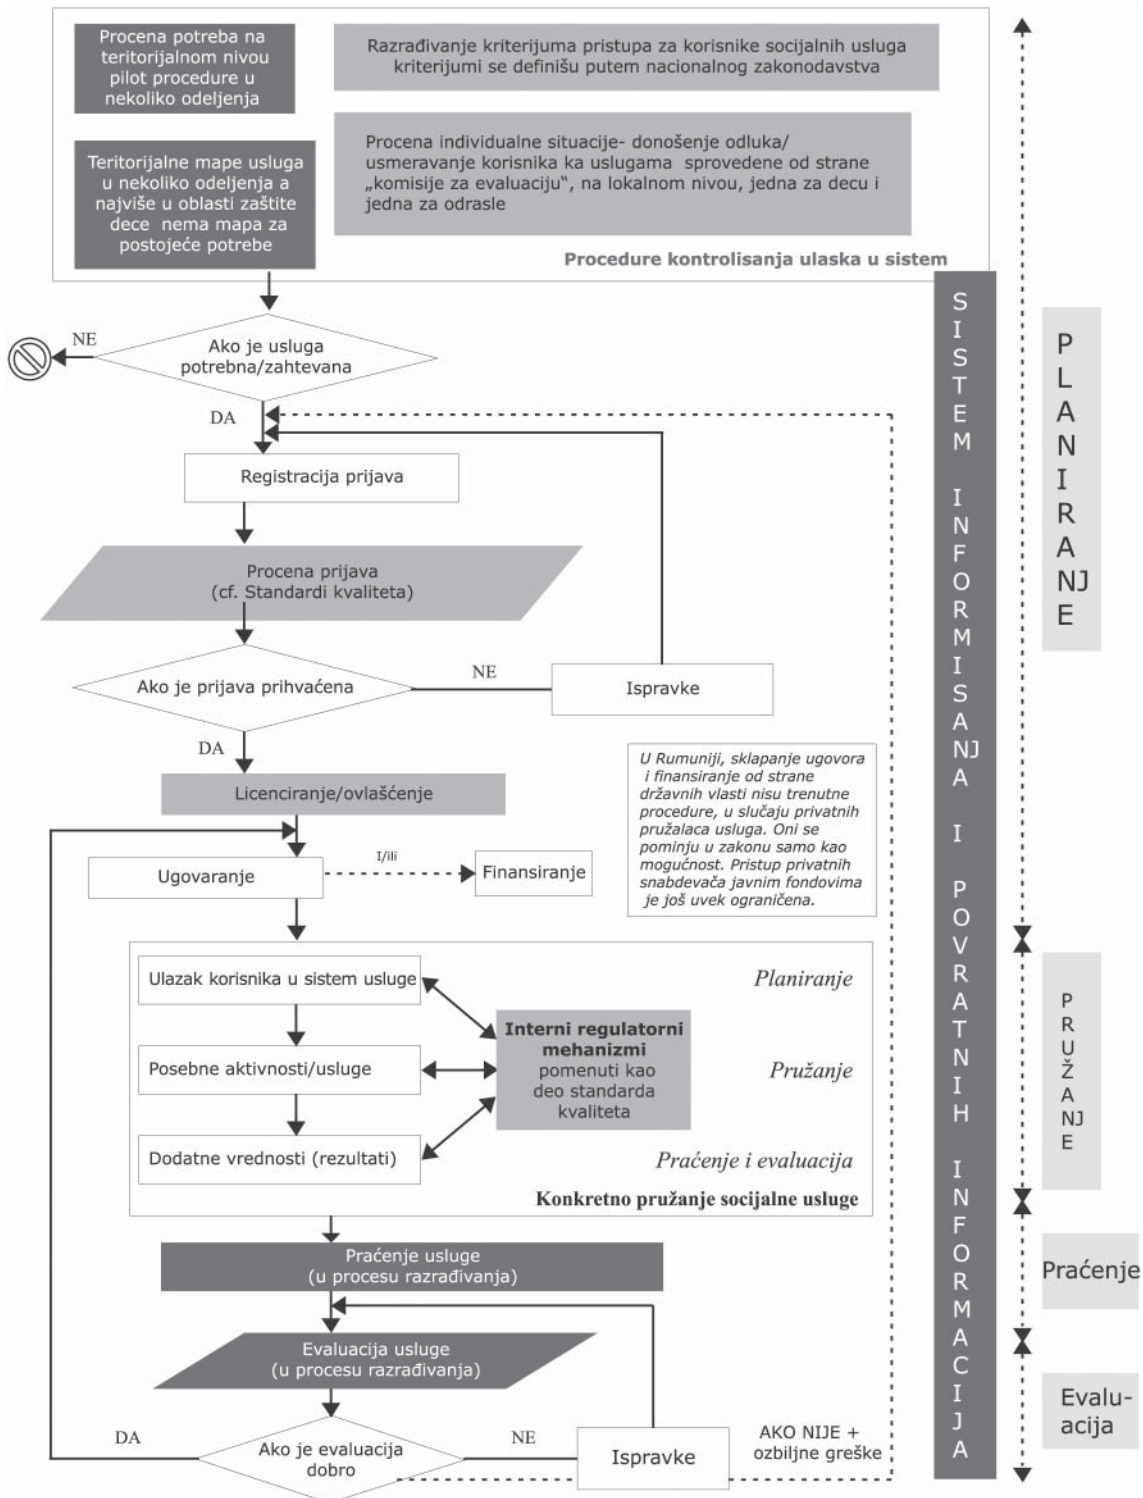 Procena potreba na
teritorijalnom nivou
pilot procedure u
nekoliko odeljenja
Razrađivanje kriterijuma pristupa za korisnike socijalnih usluga
kriterijumi se definišu putem nacionalnog zakonodavstva
Teritorijalne mape usluga
u nekoliko odeljenja a
najviše u oblasti zaštite
dece nema mapa za
postojeće potrebe
Procena individualne situacije- donošenje odluka/
usmeravanje korisnika ka uslugama sprovedene od strane
„komisije za evaluaciju“, na lokalnom nivou, jedna za decu i
jedna za odrasle
Procedure kontrolisanja ulaska u sistem
NE
Ako je usluga
potrebna/zahtevana
DA
Registracija prijava
Procena prijava
(cf. Standardi kvaliteta)
Ako je prijava prihvaćena
NE
Ispravke
DA
Licenciranje/ovlašćenje
U Rumuniji, sklapanje ugovora
i finansiranje od strane
državnih vlasti nisu trenutne
procedure, u slučaju privatnih
pružalaca usluga. Oni se
pominju u zakonu samo kao
mogućnost. Pristup privatnih
snabdevača javnim fondovima
je još uvek ograničena.
Ugovaranje
I/ili
Finansiranje
Ulazak korisnika u sistem usluge
Planiranje
Interni regulatorni
mehanizmi
pomenuti kao
deo standarda
kvaliteta
Posebne aktivnosti/usluge
Pružanje
Dodatne vrednosti (rezultati)
Praćenje i evaluacija
Konkretno pružanje socijalne usluge
Praćenje usluge
(u procesu razrađivanja)
Evaluacija usluge
(u procesu razrađivanja)
DA
Ako je evaluacija
dobro
NE
Ispravke
AKO NIJE +
ozbiljne greške
SISTEM INFORMISANJA I POVRATNIH INFORMACIJA
PLANIRANJE
PRUŽANJE
Praćenje
Evalu-
acija